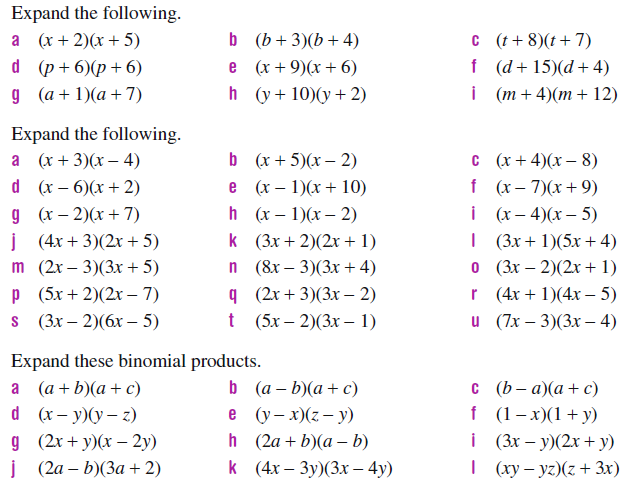 Expand the following.
a (x + 2)(x + 5) b (b + 3)(b + 4) c (t + 8)(t + 7)
d (p + 6)(p + 6) e (x + 9)(x + 6) f (d + 15)(d + 4)
g (a + 1)(a + 7) h (y + 10)(y + 2) i (m + 4)(m + 12)
Expand the following.
a (x + 3)(x – 4) b (x + 5)(x – 2) c (x + 4)(x – 8)
d (x – 6)(x + 2) e (x – 1)(x + 10) f (x – 7)(x + 9)
g (x – 2)(x + 7) h (x – 1)(x – 2) i (x – 4)(x – 5)
j (4x + 3)(2x + 5) k (3x + 2)(2x + 1) l (3x + 1)(5x + 4)
m (2x – 3)(3x + 5) n (8x – 3)(3x + 4) o (3x – 2)(2x + 1)
p (5x + 2)(2x – 7) q (2x + 3)(3x – 2) r (4x + 1)(4x – 5)
s (3x – 2)(6x – 5) t (5x – 2)(3x – 1) u (7x – 3)(3x – 4)
Expand these binomial products.
a (a + b)(a + c) b (a – b)(a + c) c (b – a)(a + c)
d (x – y)(y – z) e (y – x)(z – y) f (1 – x)(1 + y)
g (2x + y)(x – 2y) h (2a + b)(a – b) i (3x – y)(2x + y)
j (2a – b)(3a + 2) k (4x – 3y)(3x – 4y) l (xy – yz)(z + 3x)